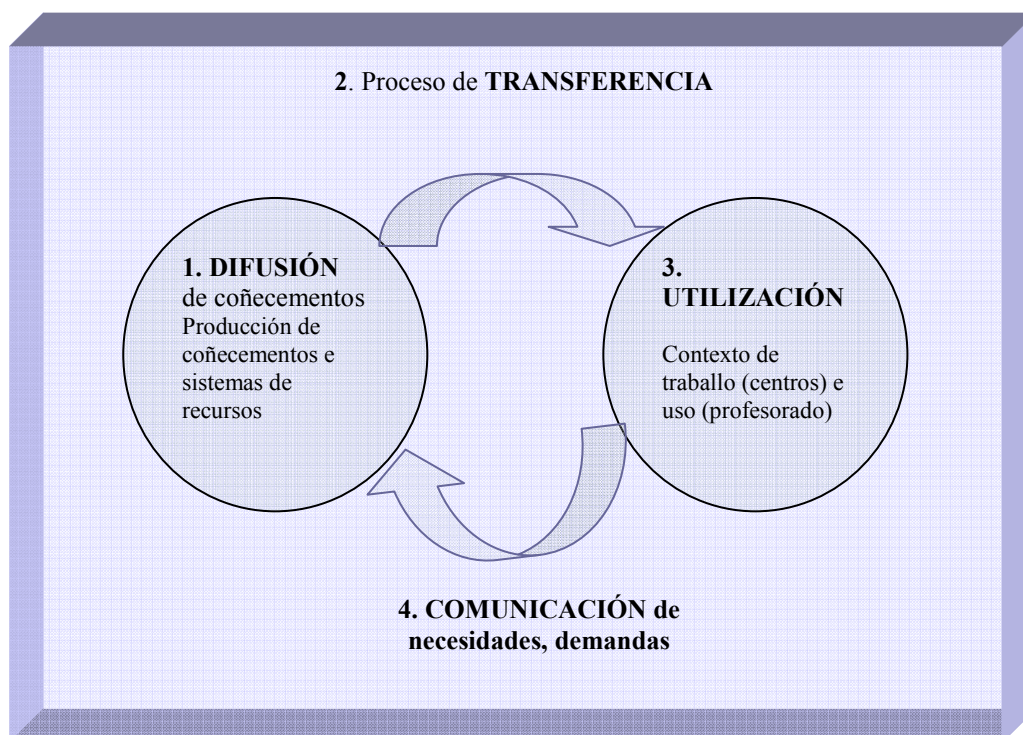 2. Proceso de TRANSFERENCIA
1. DIFUSIÓN
de coñecementos
Producción de
coñecementos e
sistemas de
recursos
3.
UTILIZACIÓN
Contexto de
traballo (centros) e
uso (profesorado)
4. COMUNICACIÓN de
necesidades, demandas